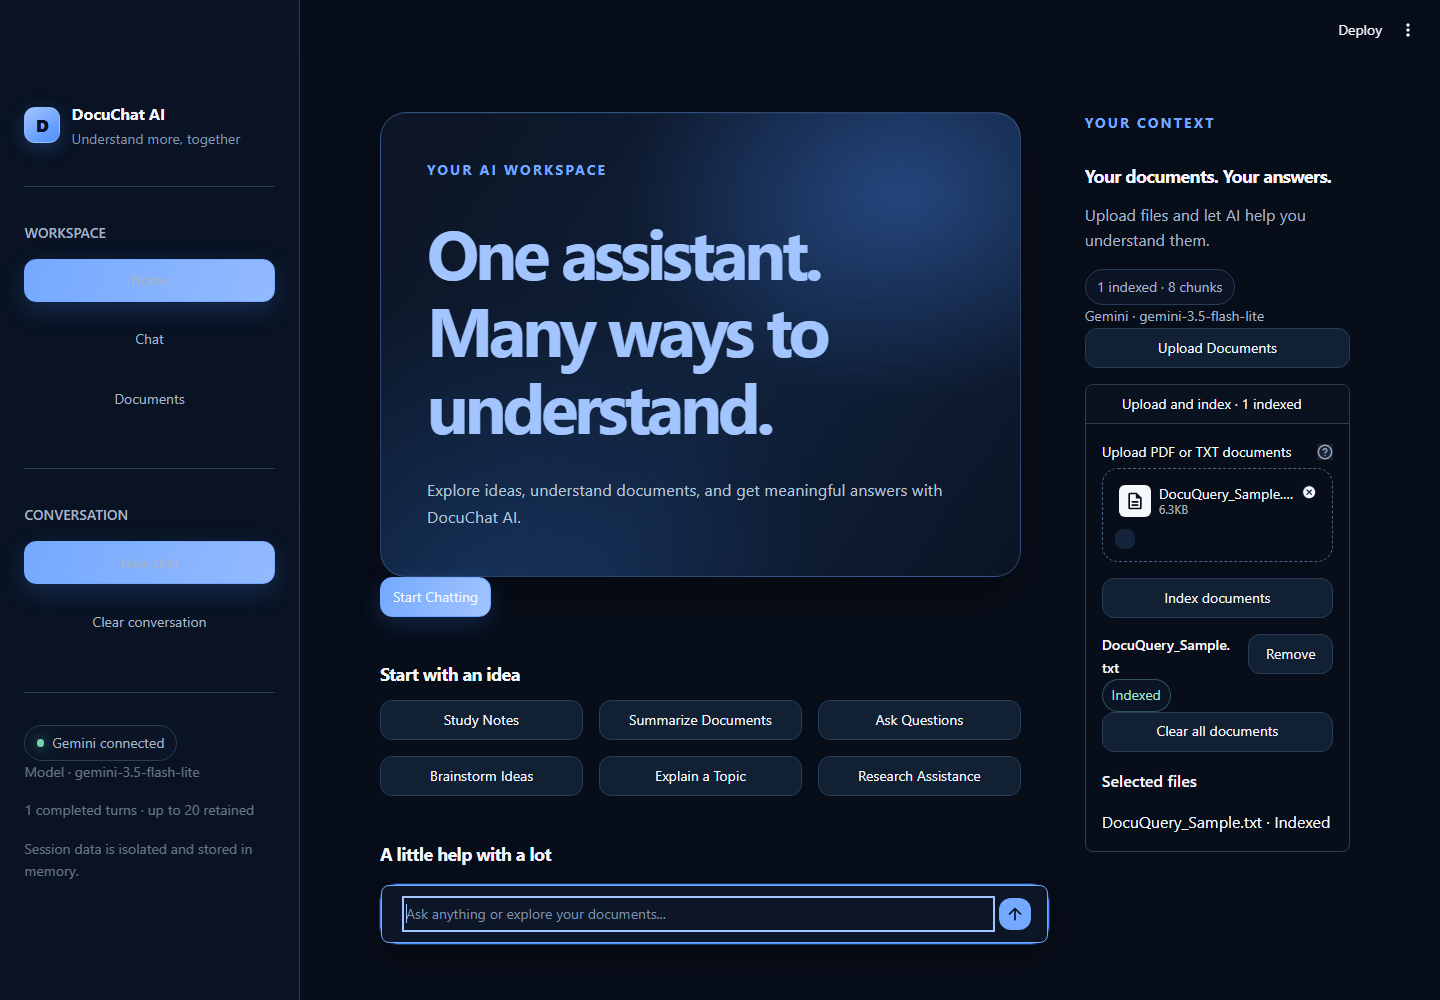 Deploy
D
DocuChat AI
Understand more, together
WORKSPACE
Home
Chat
Documents
CONVERSATION
New chat
Clear conversation
Gemini connected
Model · gemini-3.5-flash-lite
1 completed turns · up to 20 retained
Session data is isolated and stored in
memory.
YOUR AI WORKSPACE
One assistant.
Many ways to
understand.
Explore ideas, understand documents, and get meaningful answers with
DocuChat AI.
Start Chatting
Start with an idea
Study Notes
Summarize Documents
Ask Questions
Brainstorm Ideas
Explain a Topic
Research Assistance
A little help with a lot
Ask anything or explore your documents...
YOUR CONTEXT
Your documents. Your answers.
Upload files and let AI help you
understand them.
1 indexed · 8 chunks
Gemini · gemini-3.5-flash-lite
Upload Documents
Upload and index · 1 indexed
Upload PDF or TXT documents
DocuQuery_Sample....
6.3KB
Index documents
DocuQuery_Sample.
txt
Remove
Indexed
Clear all documents
Selected files
DocuQuery_Sample.txt · Indexed